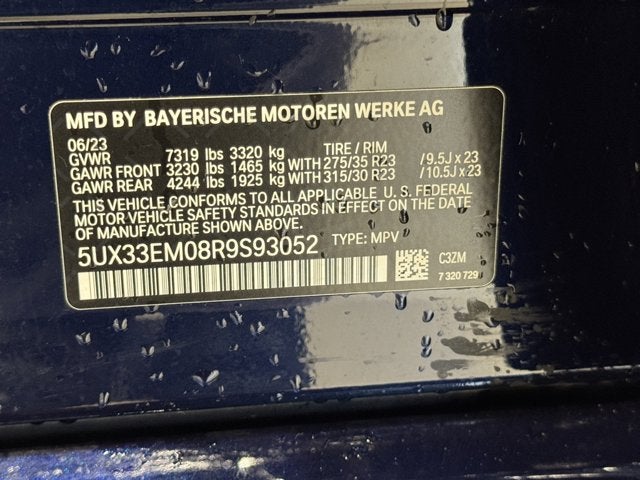 MFD BY BAYERISCHE MOTOREN WERKE AG
06/23 TIRE / RIM
GVWR 7319 lbs 3320 kg
GAWR FRONT 3230 lbs 1465 kg WITH 275/35 R23 / 9.5J x 23
GAWR REAR 4244 lbs 1925 kg WITH 315/30 R23 / 10.5J x 23
THIS VEHICLE CONFORMS TO ALL APPLICABLE U.S. FEDERAL
MOTOR VEHICLE SAFETY STANDARDS IN EFFECT ON THE DATE
OF MANUFACTURE SHOWN ABOVE.
5UX33EM08R9S93052 TYPE: MPV
C3ZM
7 320 729